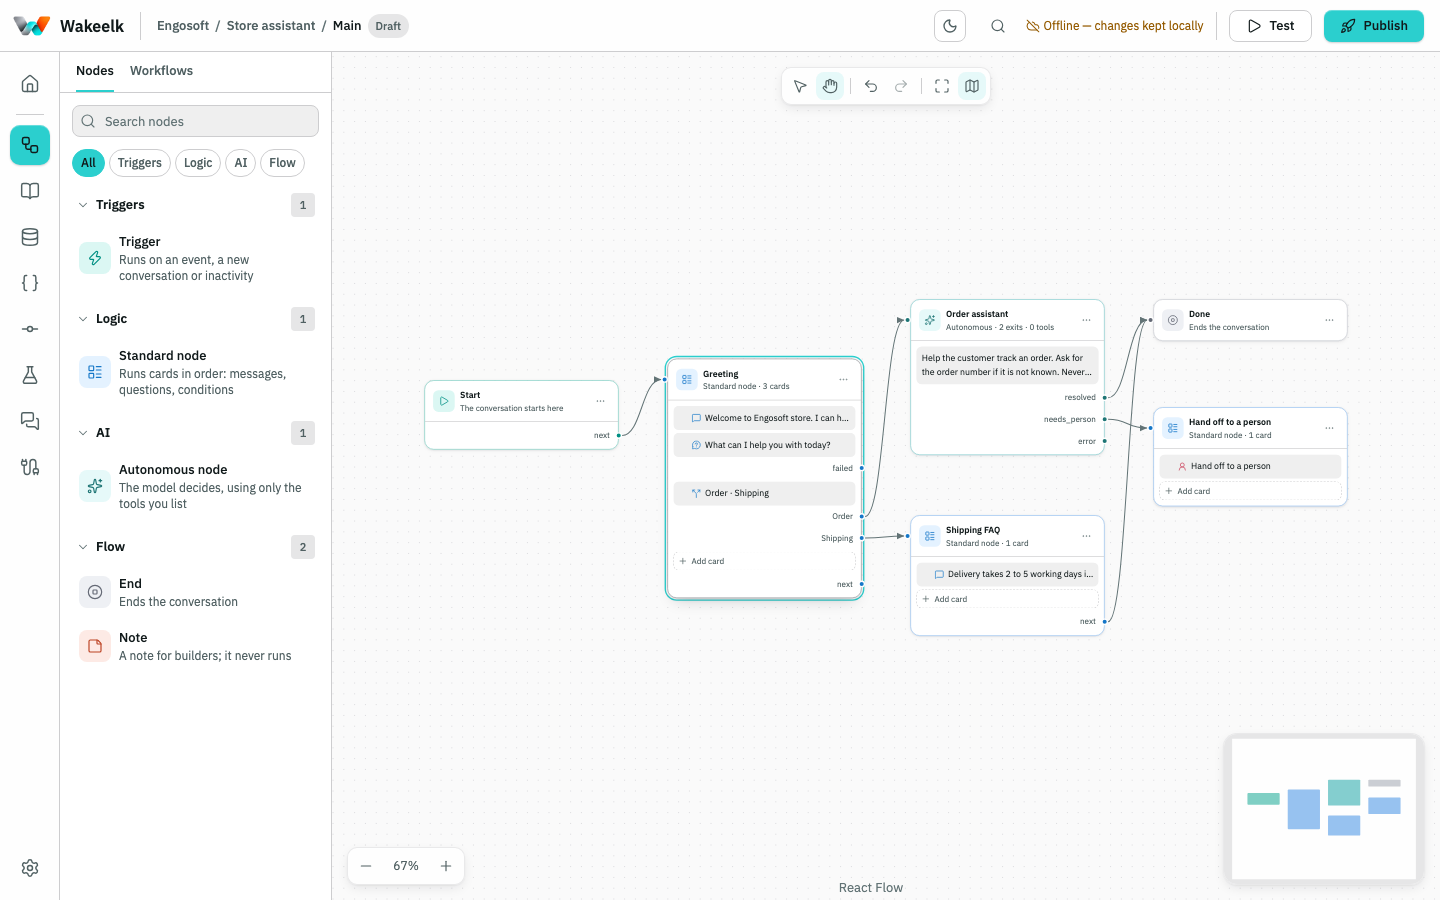 Wakeelk
Engosoft / Store assistant / Main
Draft
Offline — changes kept locally
Test
Publish
Nodes
Workflows
Search nodes
All
Triggers
Logic
AI
Flow
Triggers
1
Trigger
Runs on an event, a new
conversation or inactivity
Logic
1
Standard node
Runs cards in order: messages,
questions, conditions
AI
1
Autonomous node
The model decides, using only the
tools you list
Flow
2
End
Ends the conversation
Note
A note for builders; it never runs
Start
The conversation starts here
next
Greeting
Standard node · 3 cards
Welcome to Engosoft store. I can h...
What can I help you with today?
failed
Order · Shipping
Order
Shipping
Add card
next
Order assistant
Autonomous · 2 exits · 0 tools
Help the customer track an order. Ask for
the order number if it is not known. Never...
resolved
needs_person
error
Shipping FAQ
Standard node · 1 card
Delivery takes 2 to 5 working days i...
Add card
next
Done
Ends the conversation
Hand off to a person
Standard node · 1 card
Hand off to a person
Add card
67%
React Flow